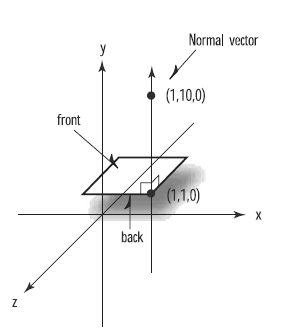 Normal vector
y
(1,10,0)
front
(1,1,0)
x
back
z